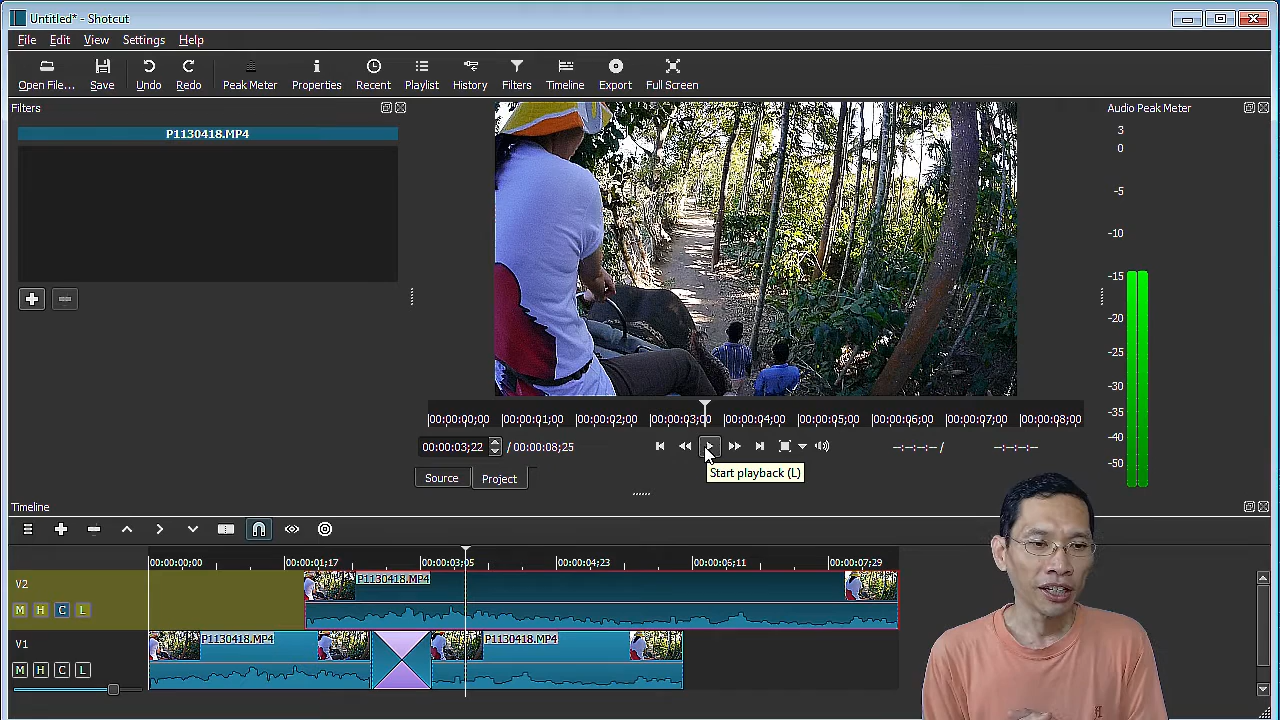 Untitled* - Shotcut
File Edit View Settings Help
Open File... Save Undo Redo Peak Meter Properties Recent Playlist History Filters Timeline Export Full Screen
Filters
P1130418.MP4
Audio Peak Meter
3
0
-5
-10
-15
-20
-25
-30
-35
-40
-50
00:00:00;00 00:00:01;00 00:00:02;00 00:00:03;00 00:00:04;00 00:00:05;00 00:00:06;00 00:00:07;00 00:00:08;00
00:00:03;22 / 00:00:08;25 --:--:--:-- / --:--:--:--
Start playback (L)
Source Project
Timeline
00:00:00;00 00:00:01;17 00:00:03;05 00:00:04;23 00:00:06;11 00:00:07;29
V2 P1130418.MP4
M H C L
V1 P1130418.MP4 P1130418.MP4
M H C L